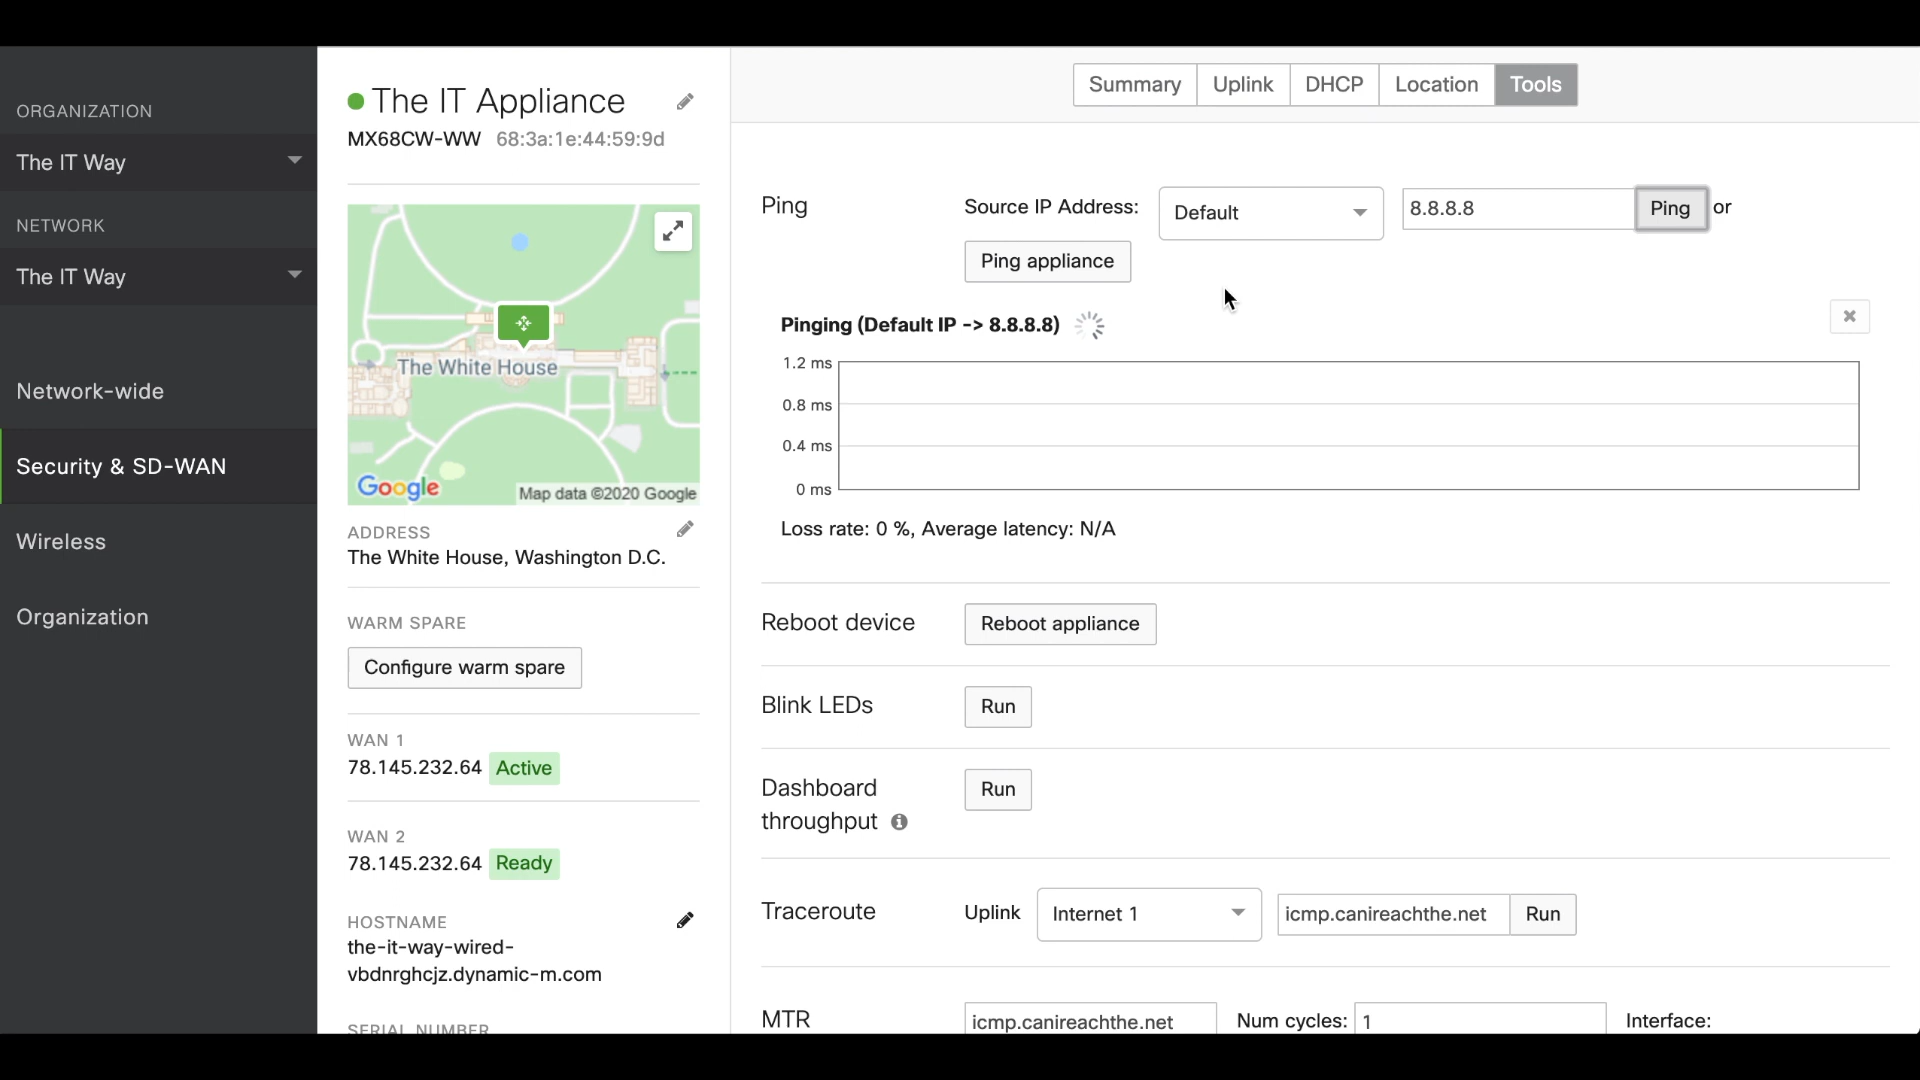 ORGANIZATION
The IT Way
NETWORK
The IT Way
Network-wide
Security & SD-WAN
Wireless
Organization
The IT Appliance
MX68CW-WW 68:3a:1e:44:59:9d
The White House
Google
Map data ©2020 Google
ADDRESS
The White House, Washington D.C.
WARM SPARE
Configure warm spare
WAN 1
78.145.232.64 Active
WAN 2
78.145.232.64 Ready
HOSTNAME
the-it-way-wired-
vbdnrghcjz.dynamic-m.com
SERIAL NUMBER
Summary Uplink DHCP Location Tools
Ping Source IP Address: Default 8.8.8.8 Ping or
Ping appliance
Pinging (Default IP -> 8.8.8.8)
1.2 ms
0.8 ms
0.4 ms
0 ms
Loss rate: 0 %, Average latency: N/A
Reboot device Reboot appliance
Blink LEDs Run
Dashboard Run
throughput
Traceroute Uplink Internet 1 icmp.canireachthe.net Run
MTR icmp.canireachthe.net Num cycles: 1 Interface: